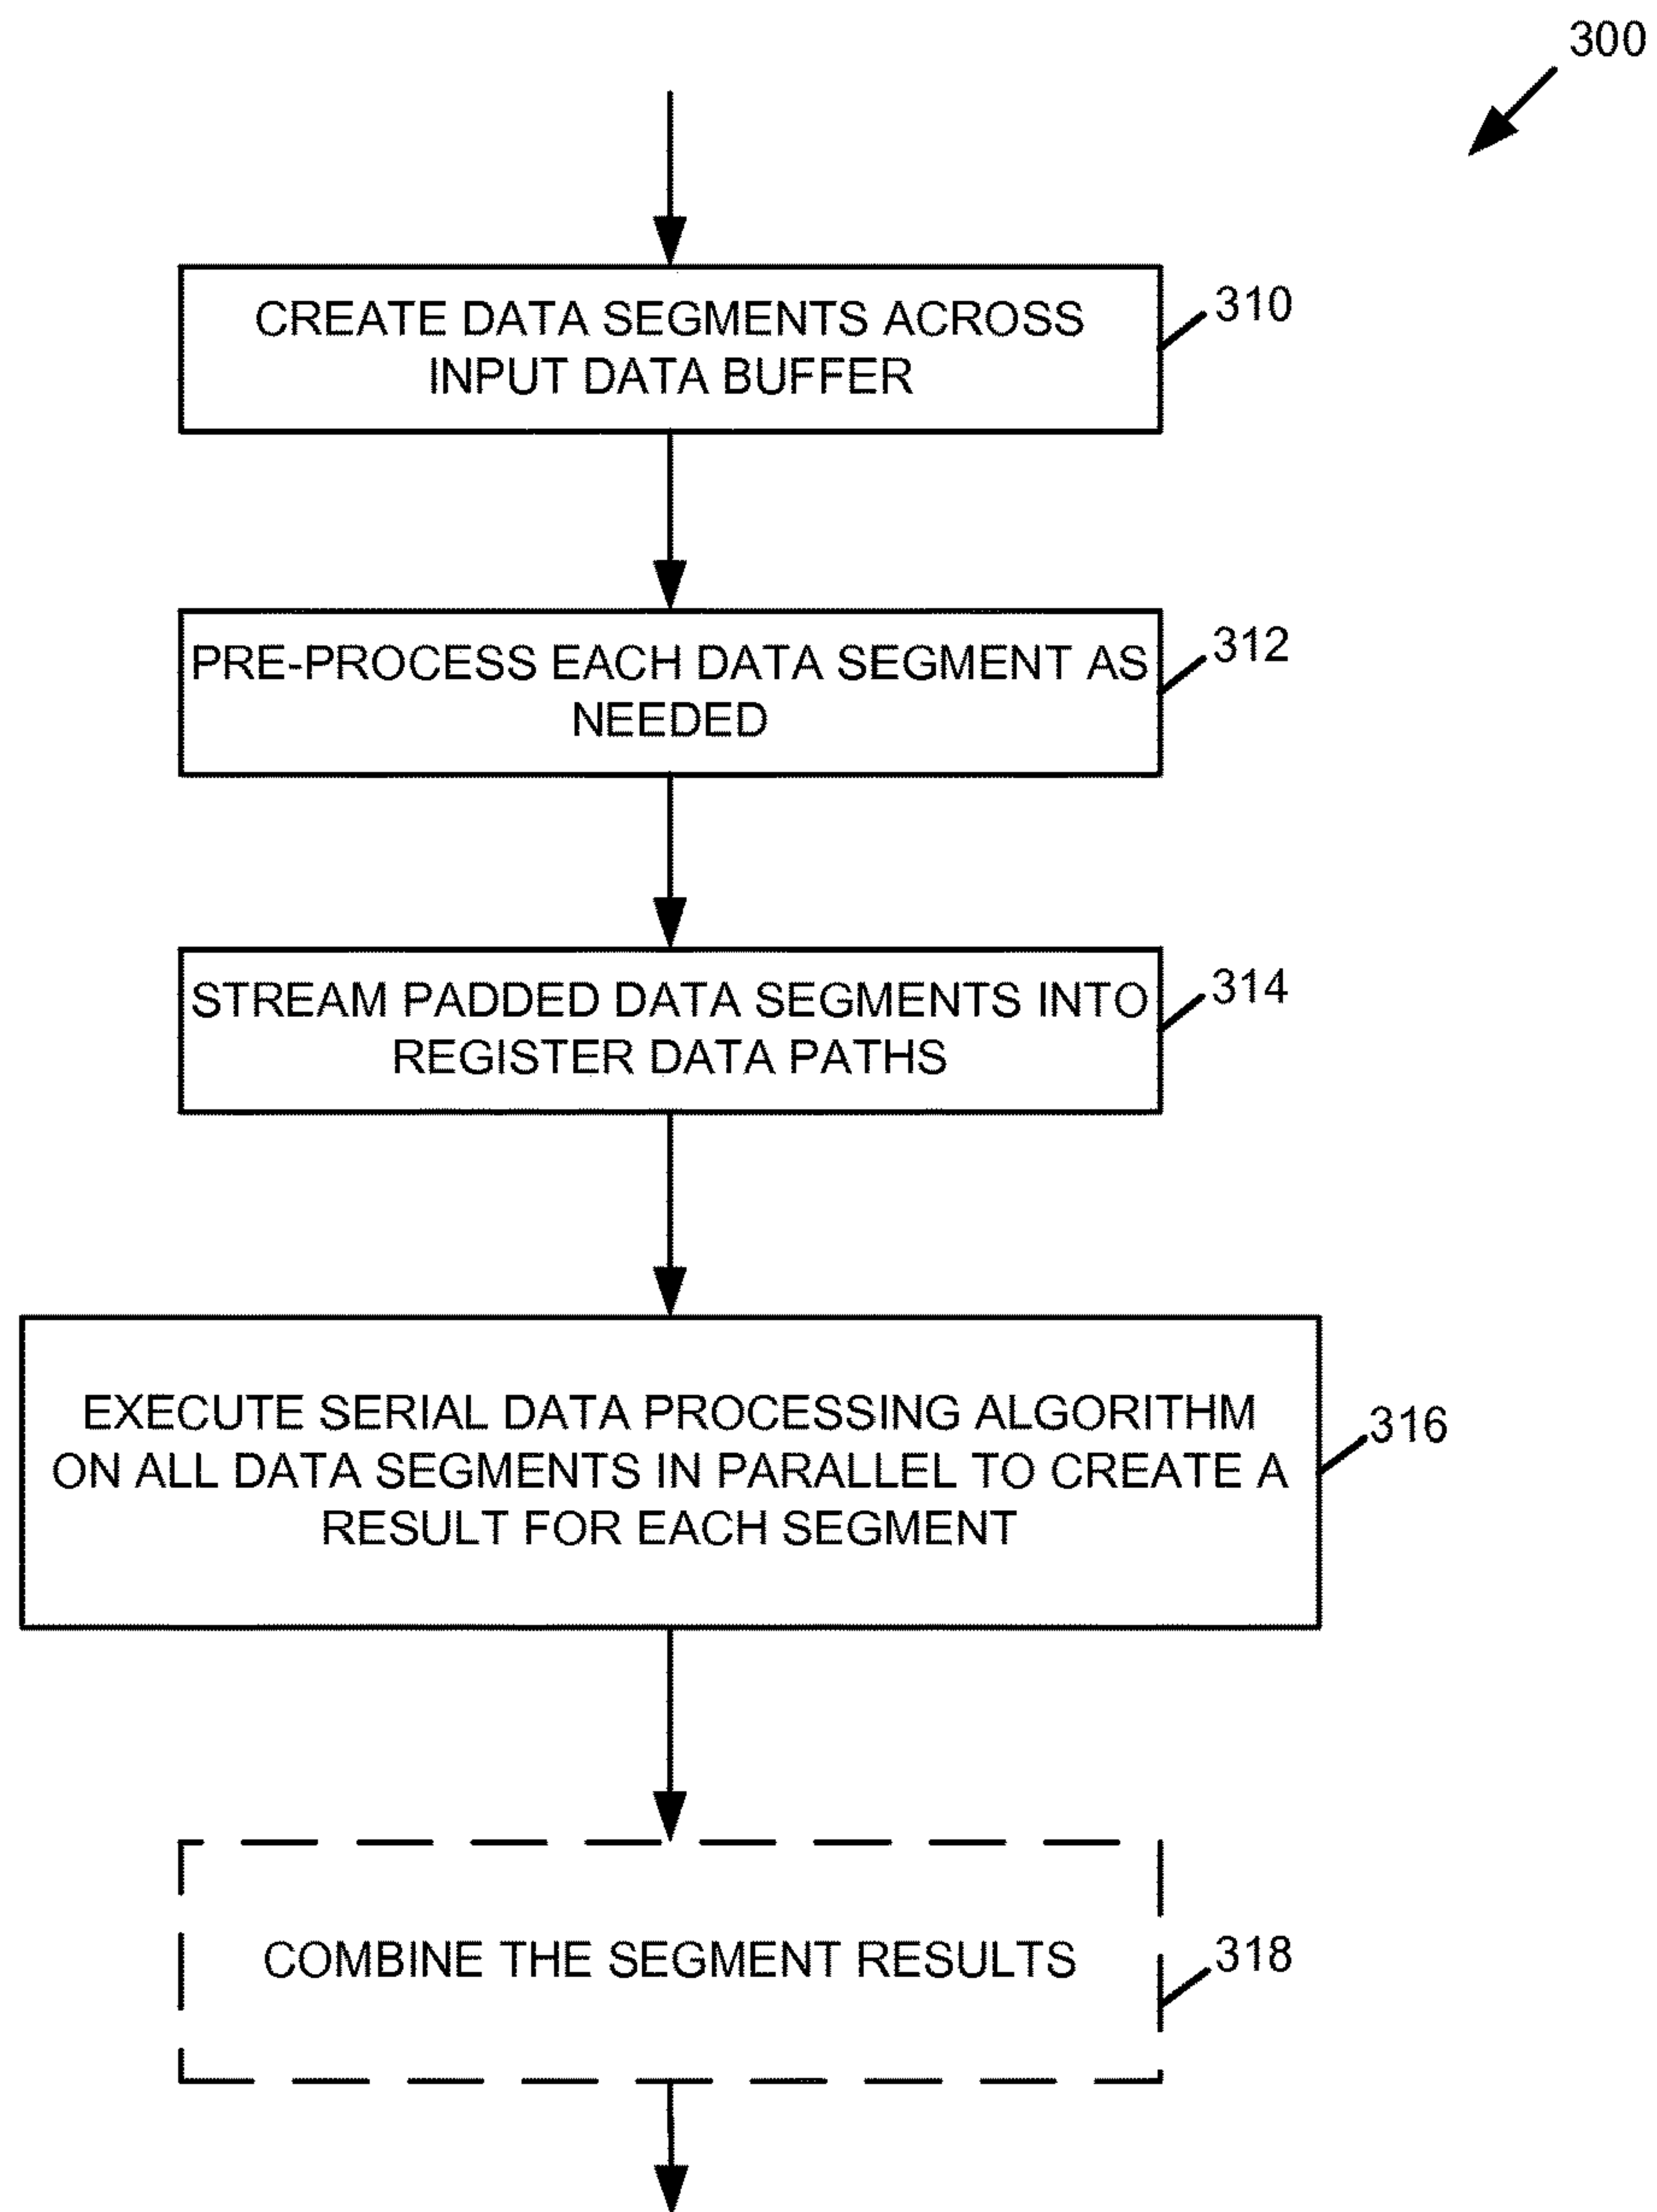 300
CREATE DATA SEGMENTS ACROSS
INPUT DATA BUFFER
310
PRE-PROCESS EACH DATA SEGMENT AS
NEEDED
312
STREAM PADDED DATA SEGMENTS INTO
REGISTER DATA PATHS
314
EXECUTE SERIAL DATA PROCESSING ALGORITHM
ON ALL DATA SEGMENTS IN PARALLEL TO CREATE A
RESULT FOR EACH SEGMENT
316
COMBINE THE SEGMENT RESULTS
318